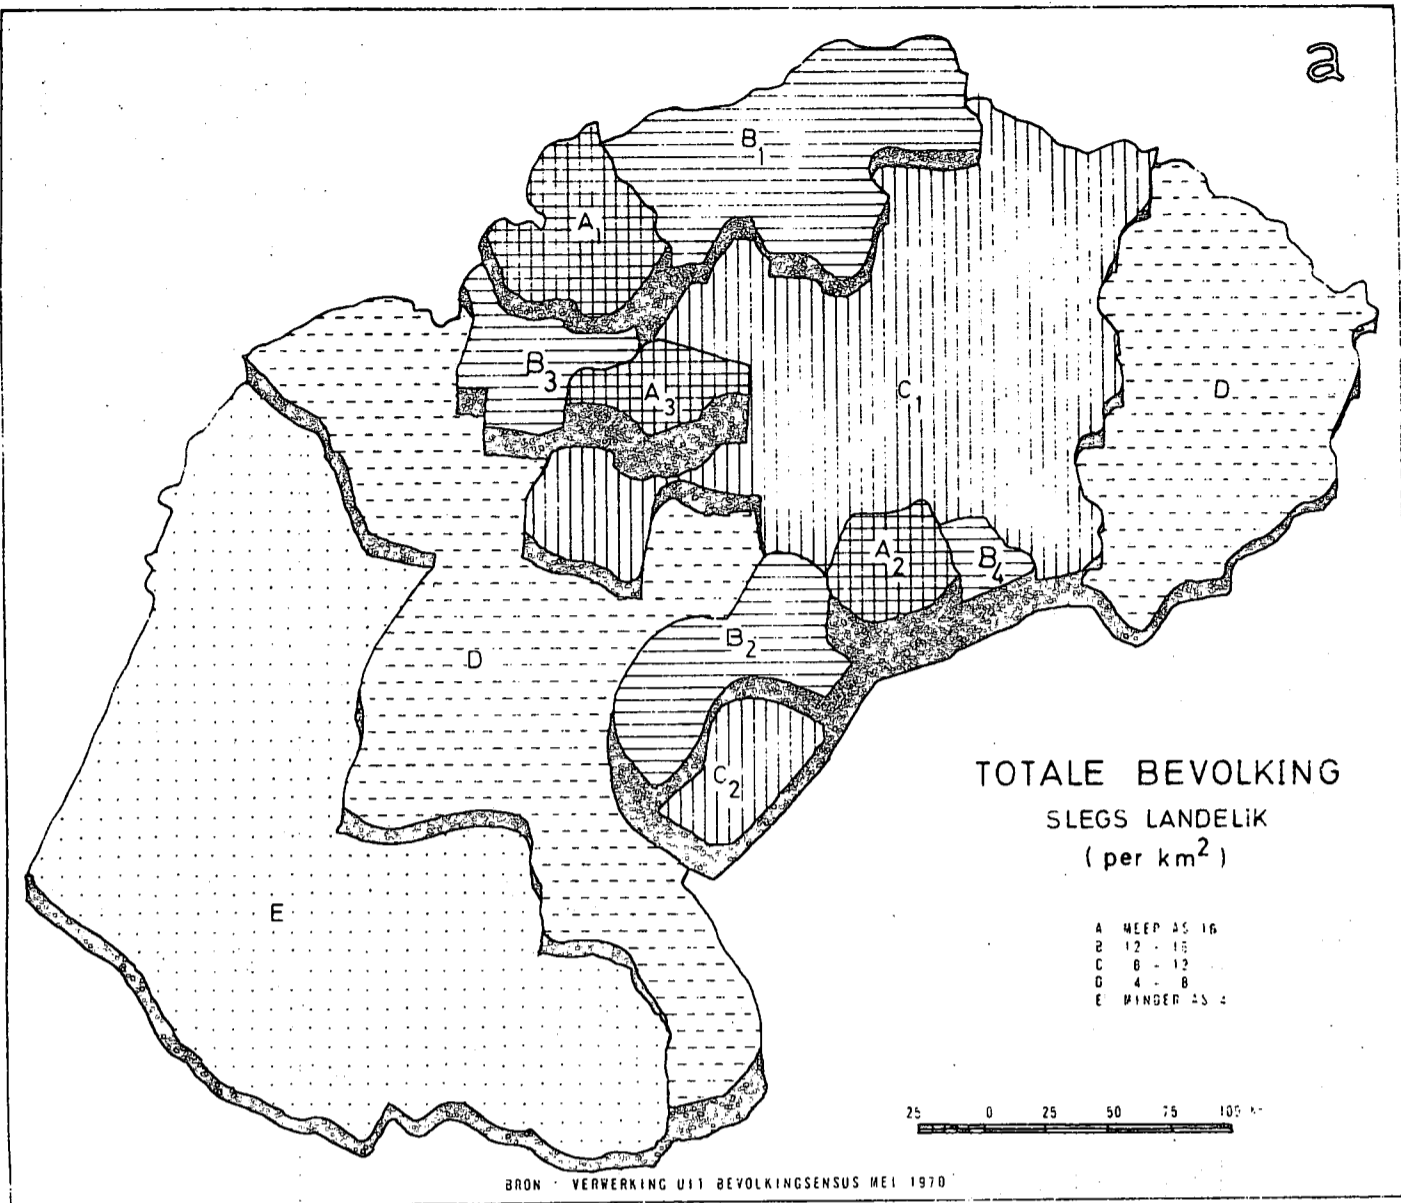 a
B1
A1
B3
A3
C1
D
A2
B4
B2
D
C2
E
TOTALE BEVOLKING
SLEGS LANDELIK
( per km2 )
A MEER AS 16
B 12 - 16
C 8 - 12
D 4 - 8
E MINDER AS 4
25 0 25 50 75 100 km
BRON · VERWERKING UIT BEVOLKINGSENSUS MEI 1970